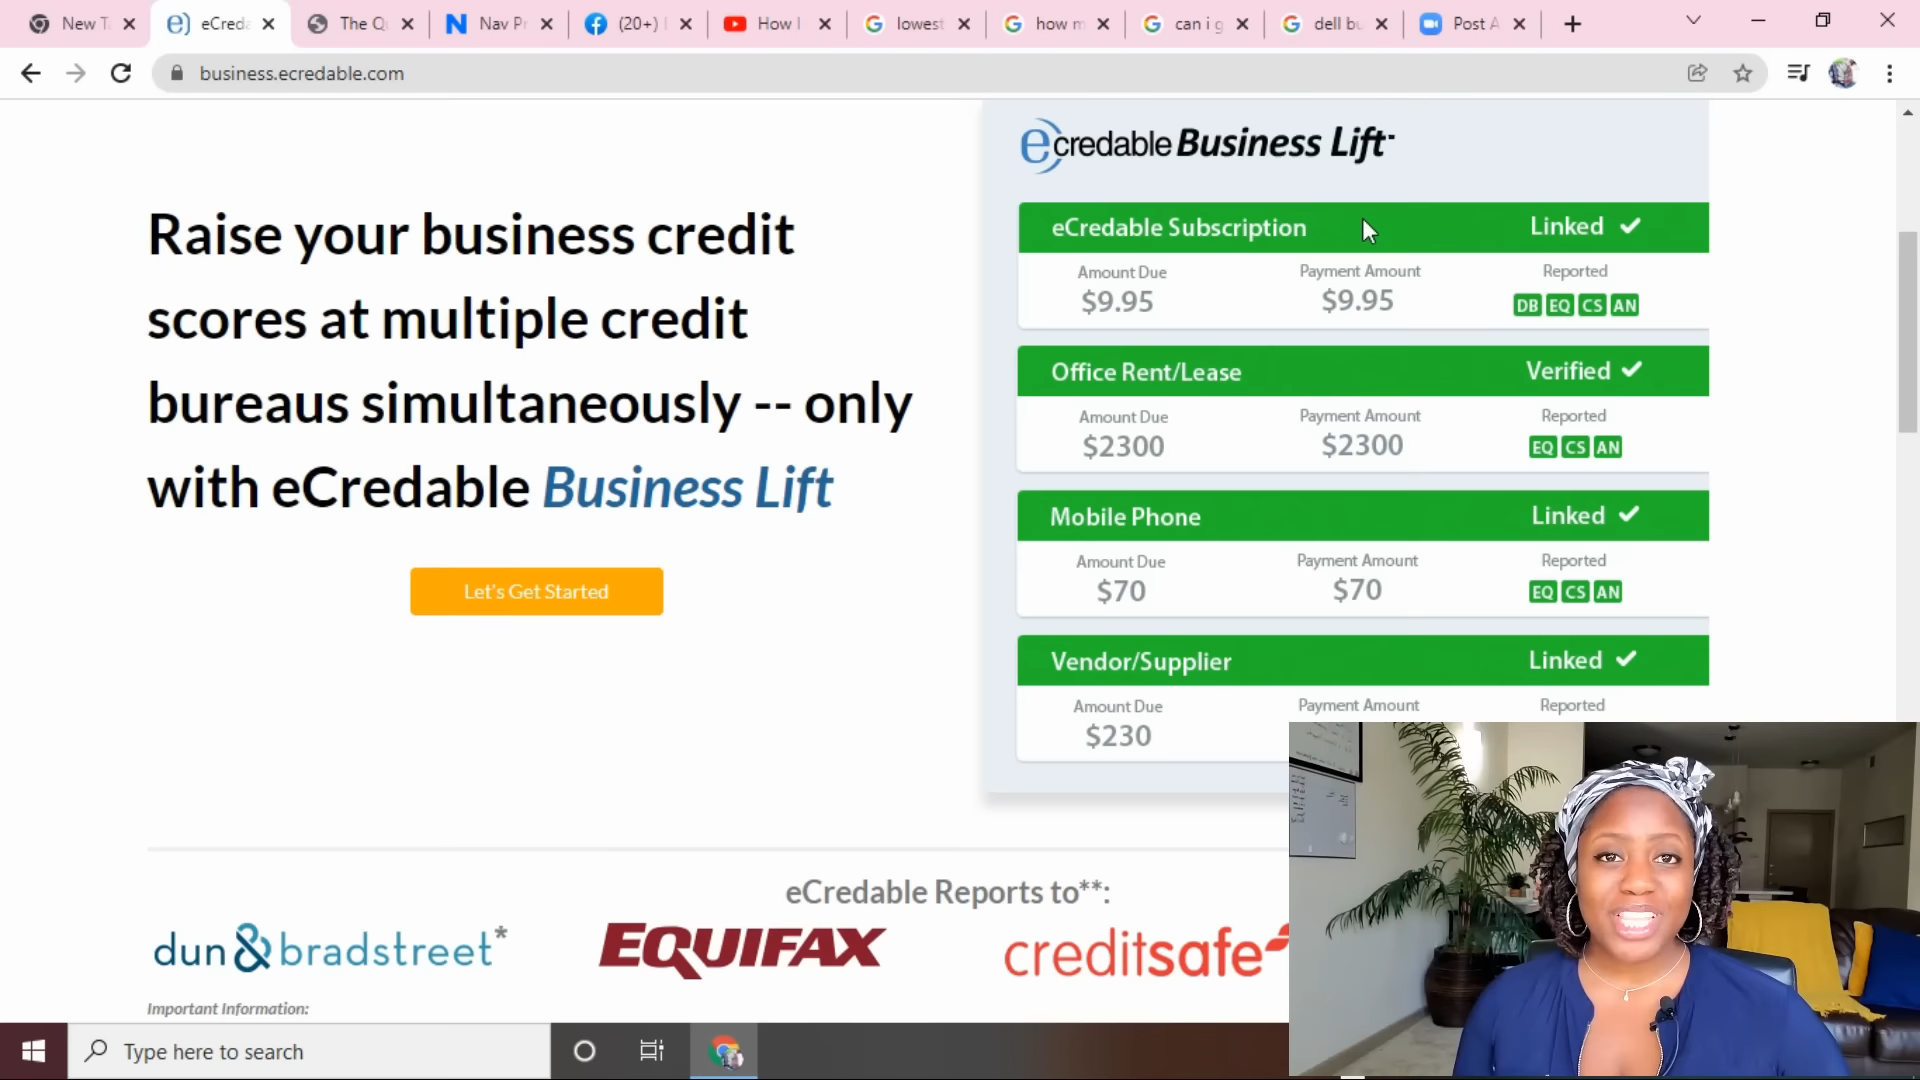 New T
eCreda
The Q
Nav Pr
(20+)
How I
lowest
how m
can i g
dell bu
Post A
business.ecredable.com
ecredable Business Lift
Raise your business credit
scores at multiple credit
bureaus simultaneously -- only
with eCredable Business Lift
Let's Get Started
eCredable Subscription Linked
Amount Due Payment Amount Reported
$9.95 $9.95 DB EQ CS AN
Office Rent/Lease Verified
Amount Due Payment Amount Reported
$2300 $2300 EQ CS AN
Mobile Phone Linked
Amount Due Payment Amount Reported
$70 $70 EQ CS AN
Vendor/Supplier Linked
Amount Due Payment Amount Reported
$230
eCredable Reports to**:
dun & bradstreet*
EQUIFAX
creditsafe
Important Information:
Type here to search